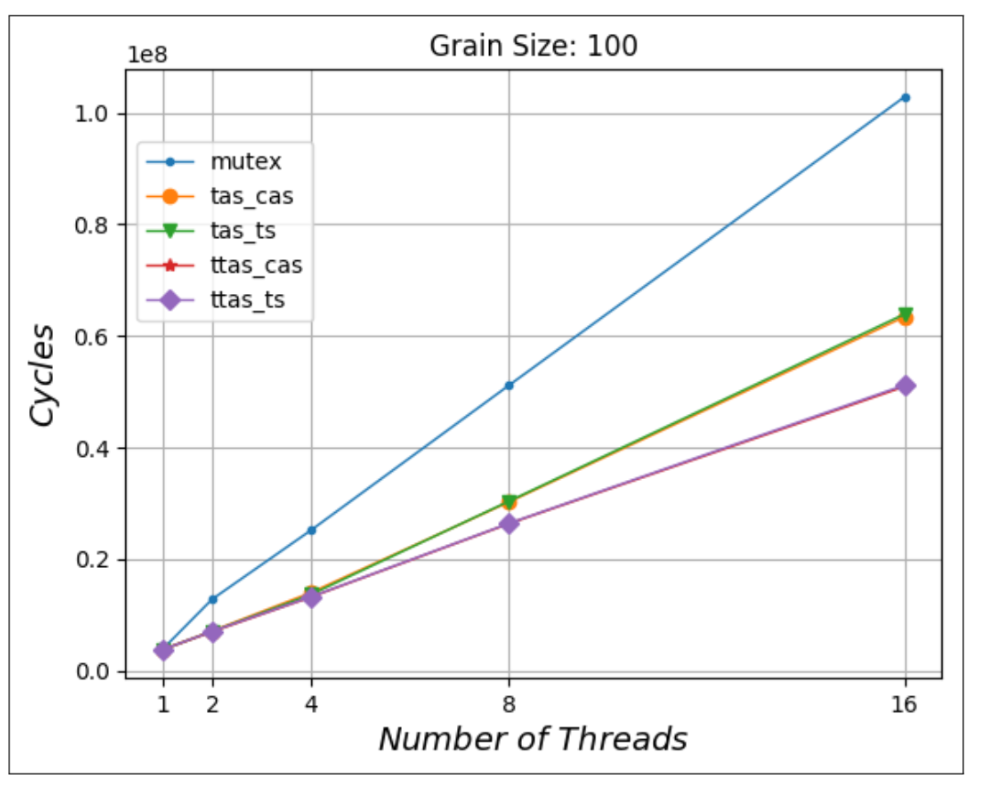 Grain Size: 100
1e8
1.0
0.8
0.6
0.4
0.2
0.0
mutex
tas_cas
tas_ts
ttas_cas
ttas_ts
Cycles
1 2 4 8 16
Number of Threads